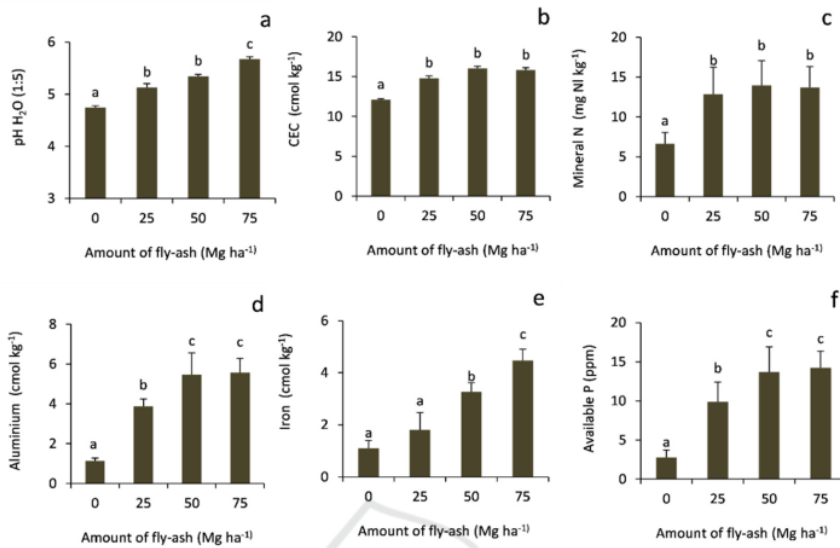 a
pH H₂O (1:5)
6
5
4
3
a
b
b
c
0 25 50 75
Amount of fly-ash (Mg ha⁻¹)
b
CEC (cmol kg⁻¹)
20
15
10
5
0
a
b
b
b
0 25 50 75
Amount of fly-ash (Mg ha⁻¹)
c
Mineral N (mg Nl kg⁻¹)
20
15
10
5
0
a
b
b
b
0 25 50 75
Amount of fly-ash (Mg ha⁻¹)
d
Aluminium (cmol kg⁻¹)
8
6
4
2
0
a
b
c
c
0 25 50 75
Amount of fly-ash (Mg ha⁻¹)
e
Iron (cmol kg⁻¹)
6
4
2
0
a
a
b
c
0 25 50 75
Amount of fly-ash (Mg ha⁻¹)
f
Available P (ppm)
20
15
10
5
0
a
b
c
c
0 25 50 75
Amount of fly-ash (Mg ha⁻¹)